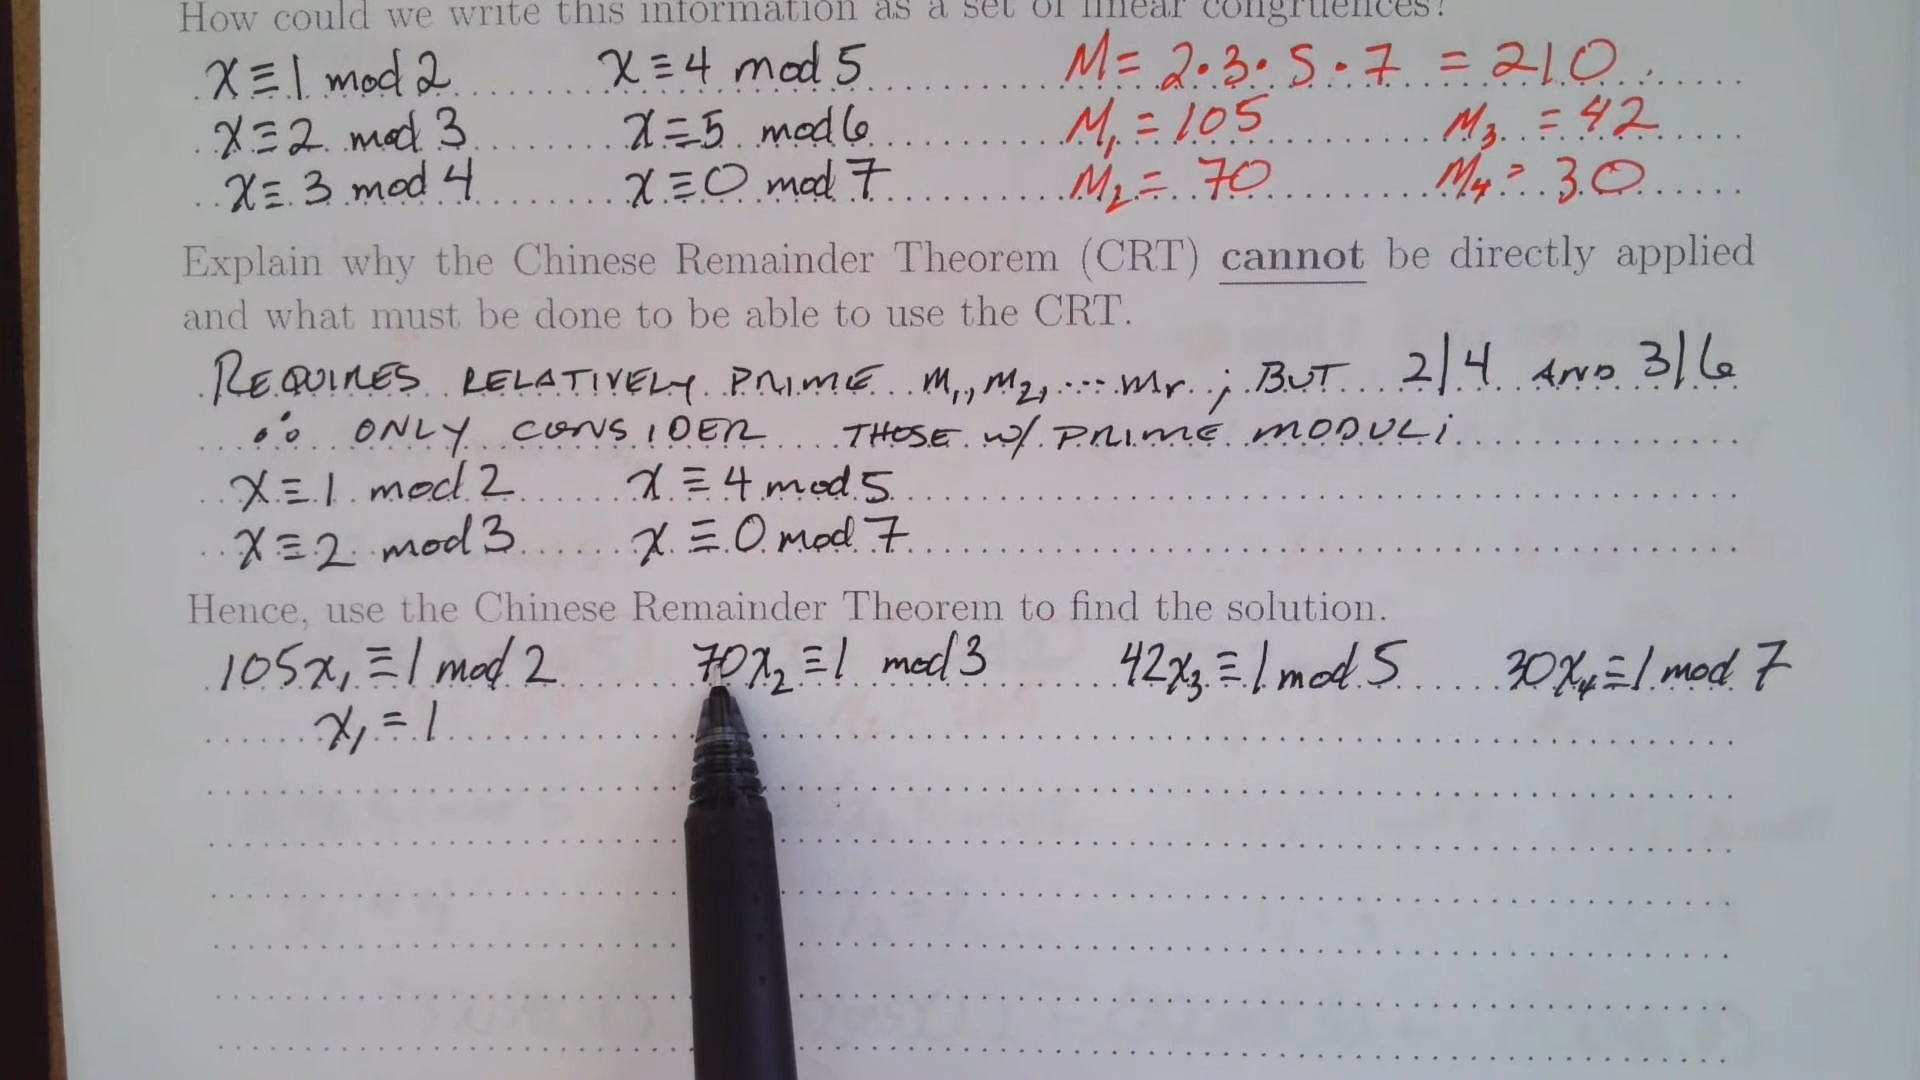 How could we write this information as a set of linear congruences?
x ≡ 1 mod 2 x ≡ 4 mod 5 M = 2·3·5·7 = 210
x ≡ 2 mod 3 x ≡ 5 mod 6 M₁ = 105 M₃ = 42
x ≡ 3 mod 4 x ≡ 0 mod 7 M₂ = 70 M₄ = 30
Explain why the Chinese Remainder Theorem (CRT) cannot be directly applied
and what must be done to be able to use the CRT.
REQUIRES RELATIVELY PRIME m₁, m₂, ... mᵣ ; BUT 2|4 AND 3|6
∴ ONLY CONSIDER THOSE w/ PRIME MODULI
x ≡ 1 mod 2 x ≡ 4 mod 5
x ≡ 2 mod 3 x ≡ 0 mod 7
Hence, use the Chinese Remainder Theorem to find the solution.
105x₁ ≡ 1 mod 2 70x₂ ≡ 1 mod 3 42x₃ ≡ 1 mod 5 30x₄ ≡ 1 mod 7
x₁ = 1